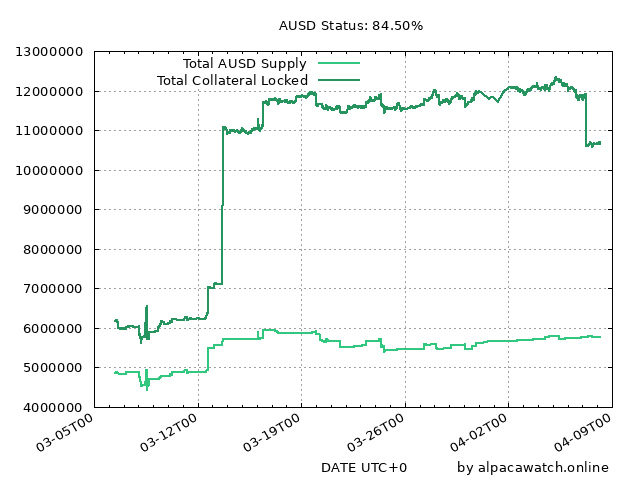 AUSD Status: 84.50%
13000000
12000000
11000000
10000000
9000000
8000000
7000000
6000000
5000000
4000000
Total AUSD Supply
Total Collateral Locked
03-05T00
03-12T00
03-19T00
03-26T00
04-02T00
04-09T00
DATE UTC+0
by alpacawatch.online